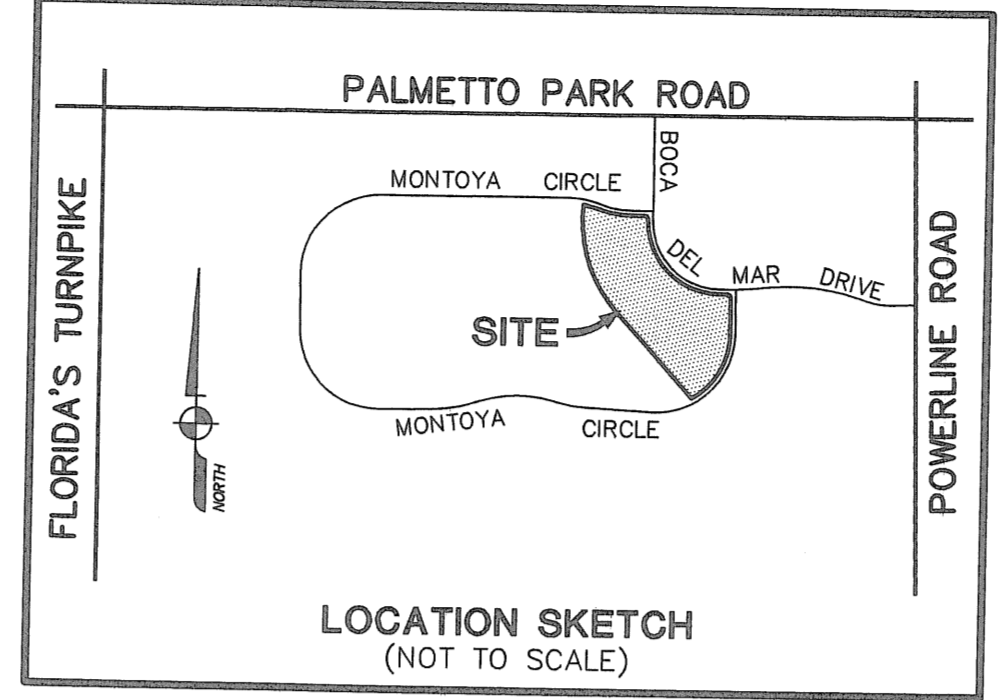 PALMETTO PARK ROAD
BOCA
MONTOYA CIRCLE
DEL
MAR DRIVE
FLORIDA'S TURNPIKE
POWERLINE ROAD
SITE
MONTOYA CIRCLE
NORTH
LOCATION SKETCH
(NOT TO SCALE)